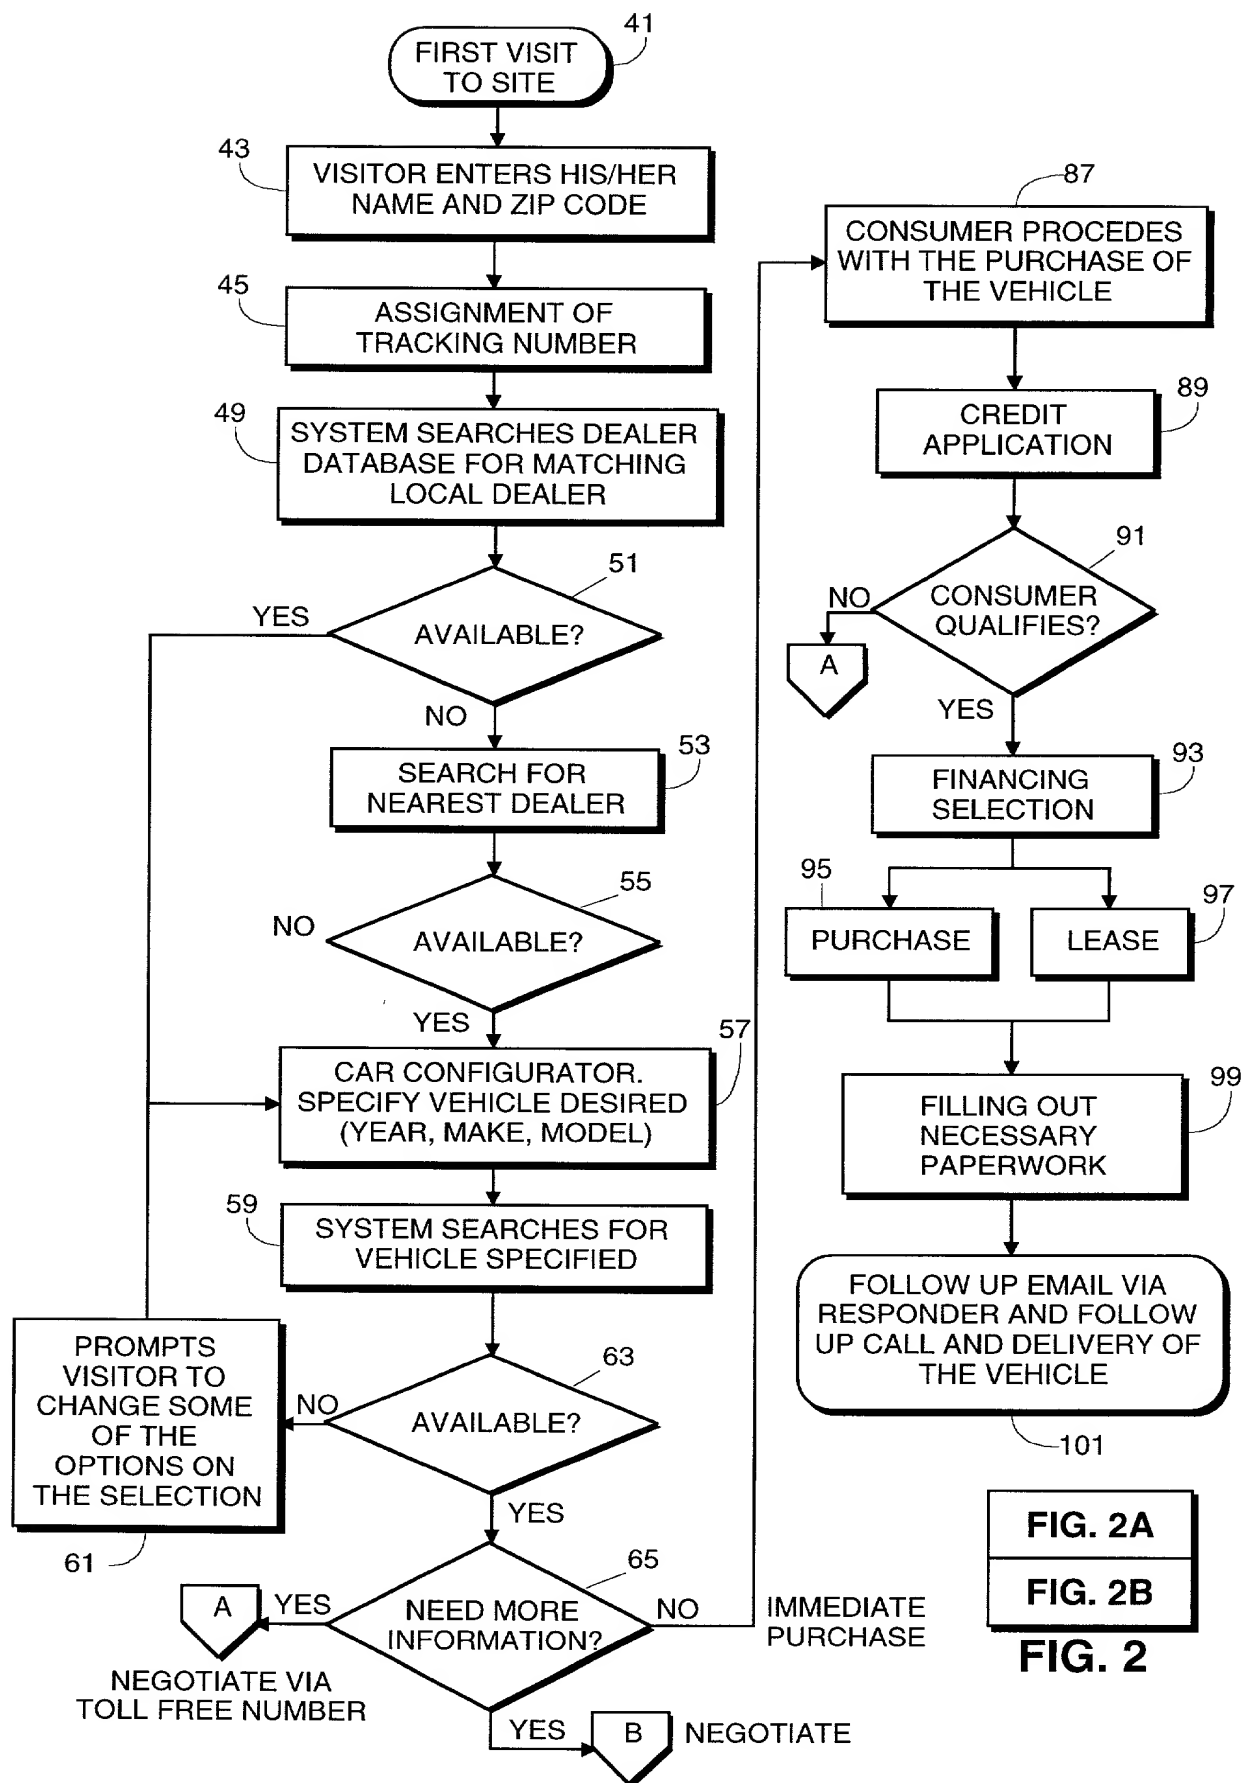 FIRST VISIT
TO SITE
41
43
VISITOR ENTERS HIS/HER
NAME AND ZIP CODE
45
ASSIGNMENT OF
TRACKING NUMBER
49
SYSTEM SEARCHES DEALER
DATABASE FOR MATCHING
LOCAL DEALER
51
YES
AVAILABLE?
NO
53
SEARCH FOR
NEAREST DEALER
55
NO
AVAILABLE?
YES
57
CAR CONFIGURATOR.
SPECIFY VEHICLE DESIRED
(YEAR, MAKE, MODEL)
59
SYSTEM SEARCHES FOR
VEHICLE SPECIFIED
PROMPTS
VISITOR TO
CHANGE SOME
OF THE
OPTIONS ON
THE SELECTION
61
63
NO
AVAILABLE?
YES
65
A
YES
NEED MORE
INFORMATION?
NO
IMMEDIATE
PURCHASE
NEGOTIATE VIA
TOLL FREE NUMBER
YES
B
NEGOTIATE
87
CONSUMER PROCEDES
WITH THE PURCHASE OF
THE VEHICLE
89
CREDIT
APPLICATION
91
NO
CONSUMER
QUALIFIES?
A
YES
93
FINANCING
SELECTION
95
PURCHASE
97
LEASE
99
FILLING OUT
NECESSARY
PAPERWORK
FOLLOW UP EMAIL VIA
RESPONDER AND FOLLOW
UP CALL AND DELIVERY OF
THE VEHICLE
101
FIG. 2A
FIG. 2B
FIG. 2